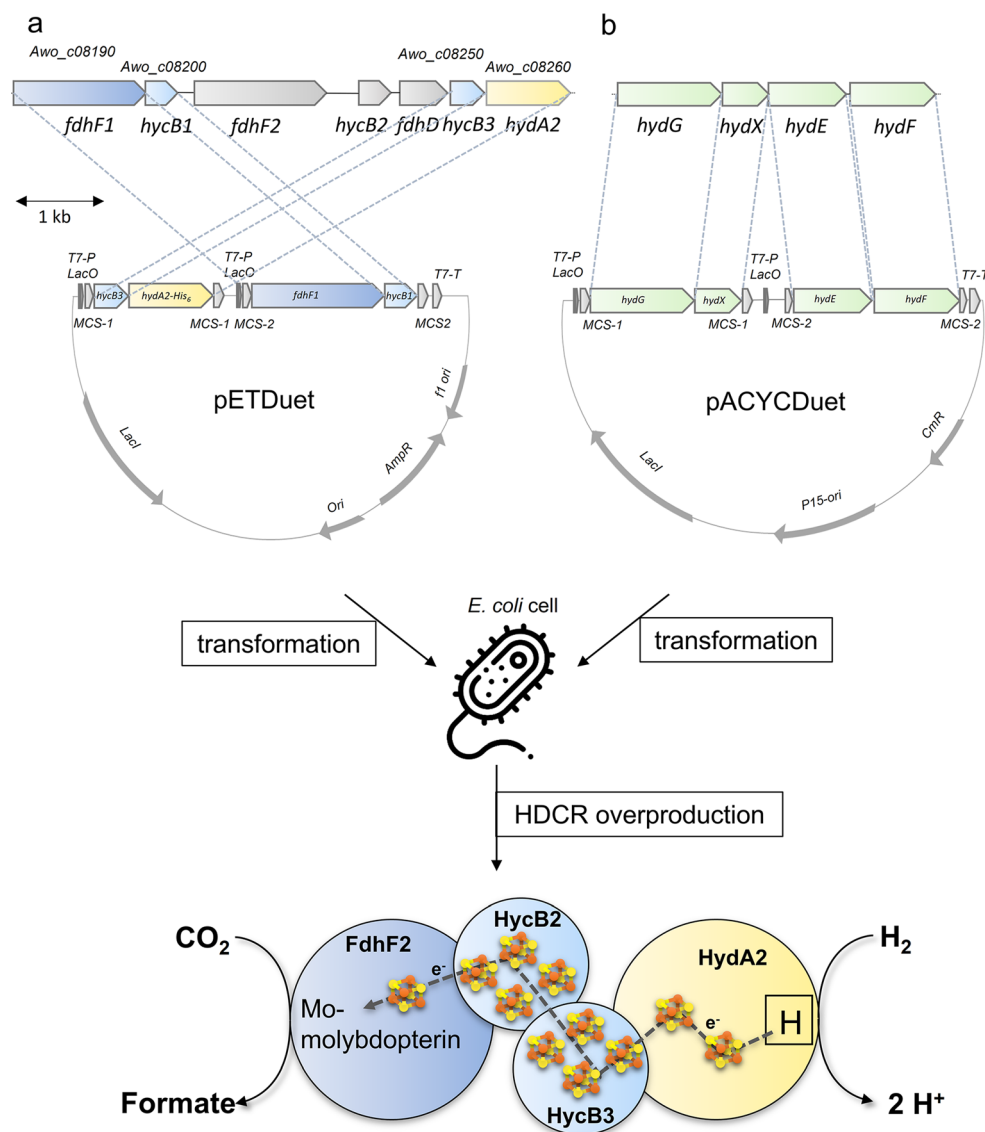 a
b
Awo_c08190
Awo_c08200
Awo_c08250
Awo_c08260
fdhF1
hycB1
fdhF2
hycB2
fdhD
hycB3
hydA2
hydG
hydX
hydE
hydF
1 kb
T7-P
LacO
T7-P
LacO
T7-T
hycB3
hydA2-His6
fdhF1
hycB1
MCS-1
MCS-1
MCS-2
MCS2
pETDuet
LacI
Ori
AmpR
f1 ori
T7-P
LacO
T7-P
LacO
T7-T
hydG
hydX
hydE
hydF
MCS-1
MCS-1
MCS-2
MCS-2
pACYCDuet
LacI
P15-ori
CmR
E. coli cell
transformation
transformation
HDCR overproduction
CO2
FdhF2
HycB2
HydA2
H2
e-
e-
Mo-
molybdopterin
H
HycB3
Formate
2 H+